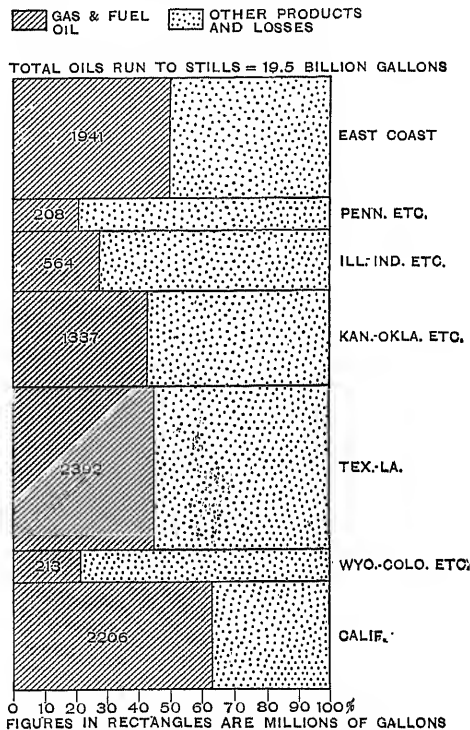 GAS & FUEL OIL
OTHER PRODUCTS AND LOSSES
TOTAL OILS RUN TO STILLS = 19.5 BILLION GALLONS
1941
EAST COAST
208
PENN. ETC.
564
ILL.-IND. ETC.
1337
KAN.-OKLA. ETC.
2392
TEX.-LA.
213
WYO.-COLO. ETC.
2206
CALIF.
0 10 20 30 40 50 60 70 80 90 100%
FIGURES IN RECTANGLES ARE MILLIONS OF GALLONS